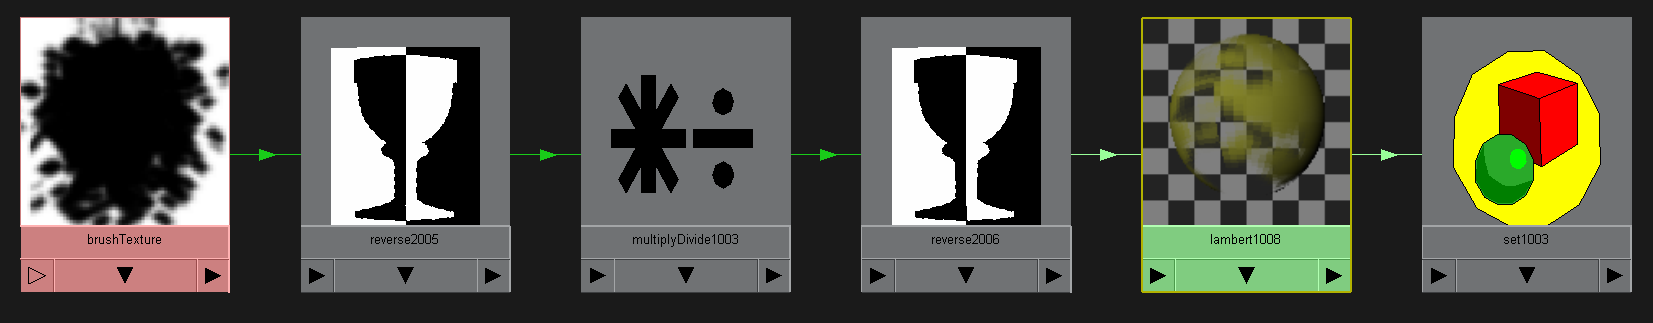 brushTexture
reverse2005
multiplyDivide1003
reverse2006
lambert1008
set1003